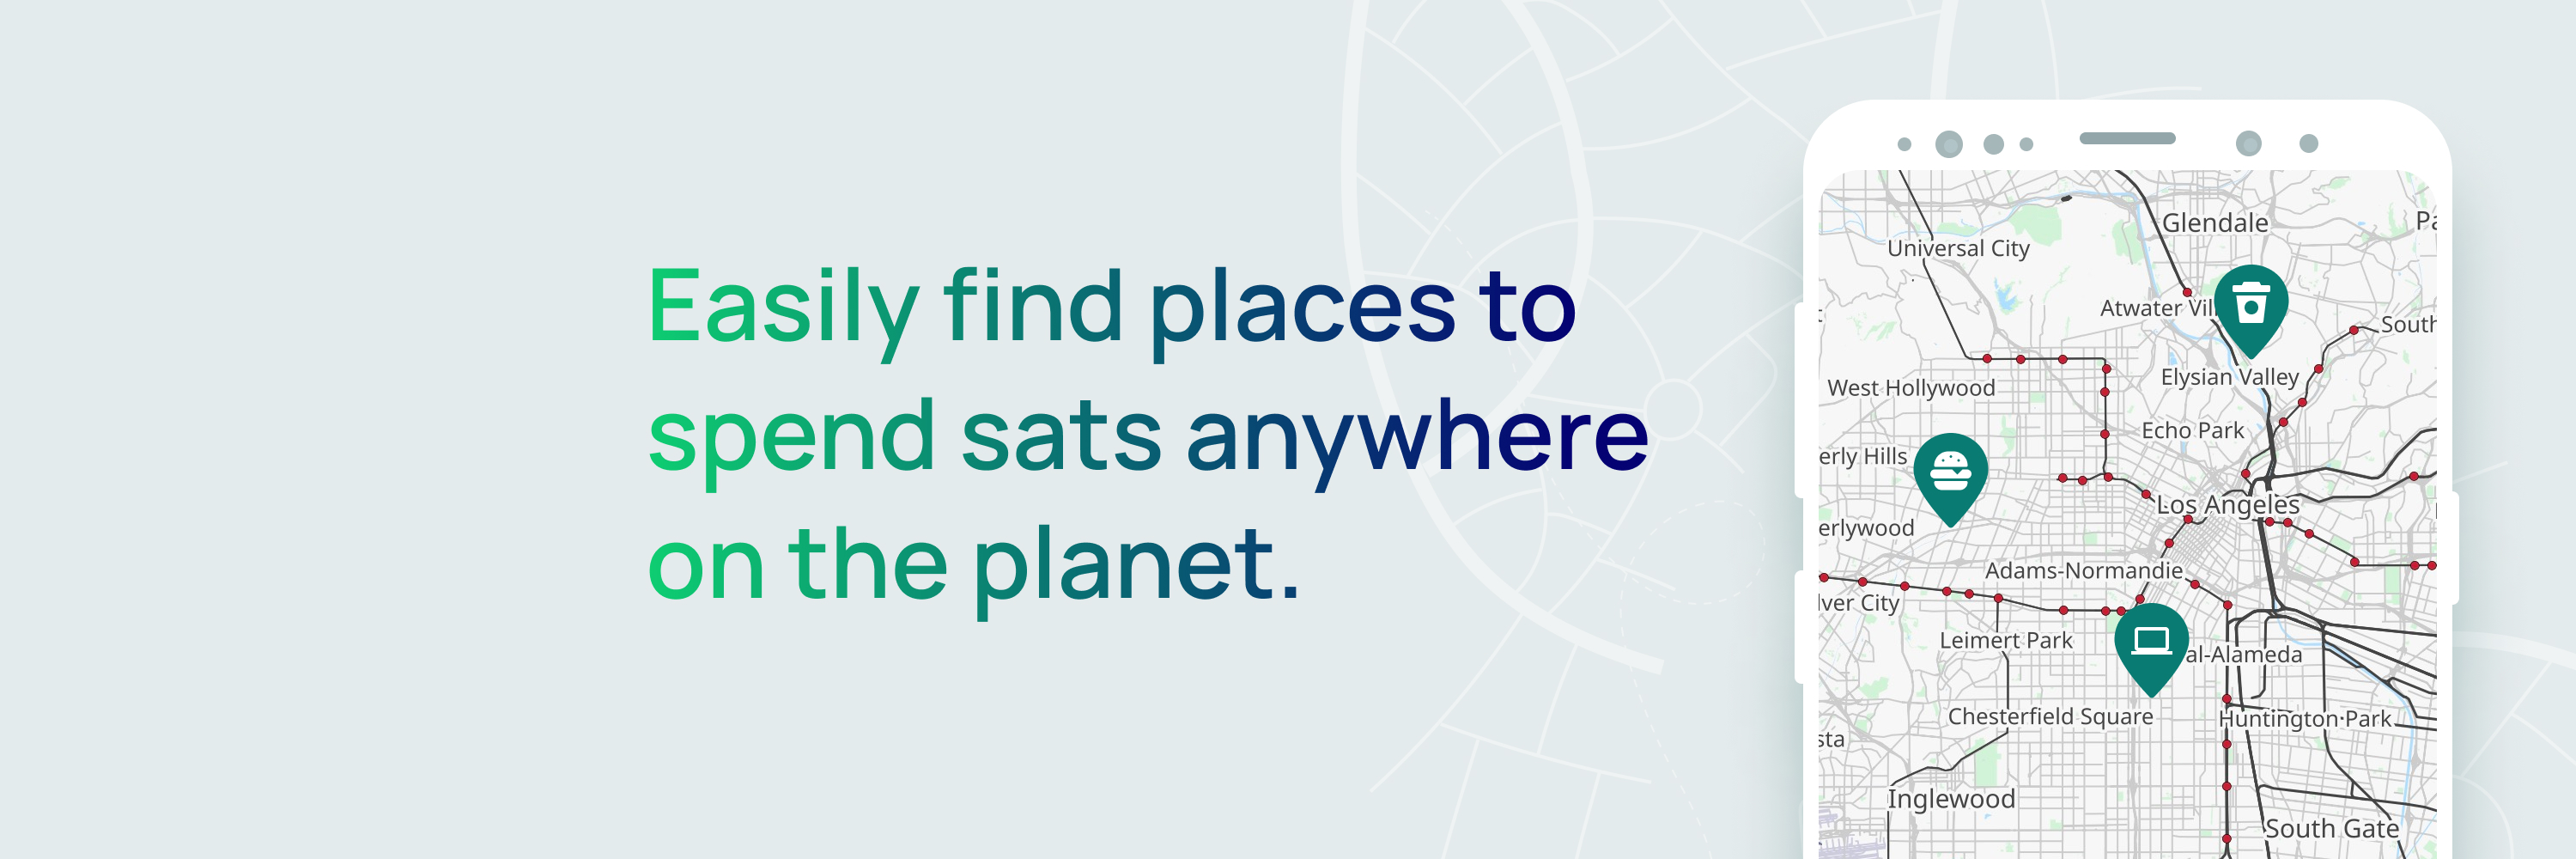 Easily find places to
spend sats anywhere
on the planet.
Glendale
Universal City
Atwater Vil
South
West Hollywood
Elysian Valley
Echo Park
erly Hills
Los Angeles
erlywood
Adams-Normandie
lver City
Leimert Park
al-Alameda
Chesterfield Square
Huntington Park
sta
Inglewood
South Gate